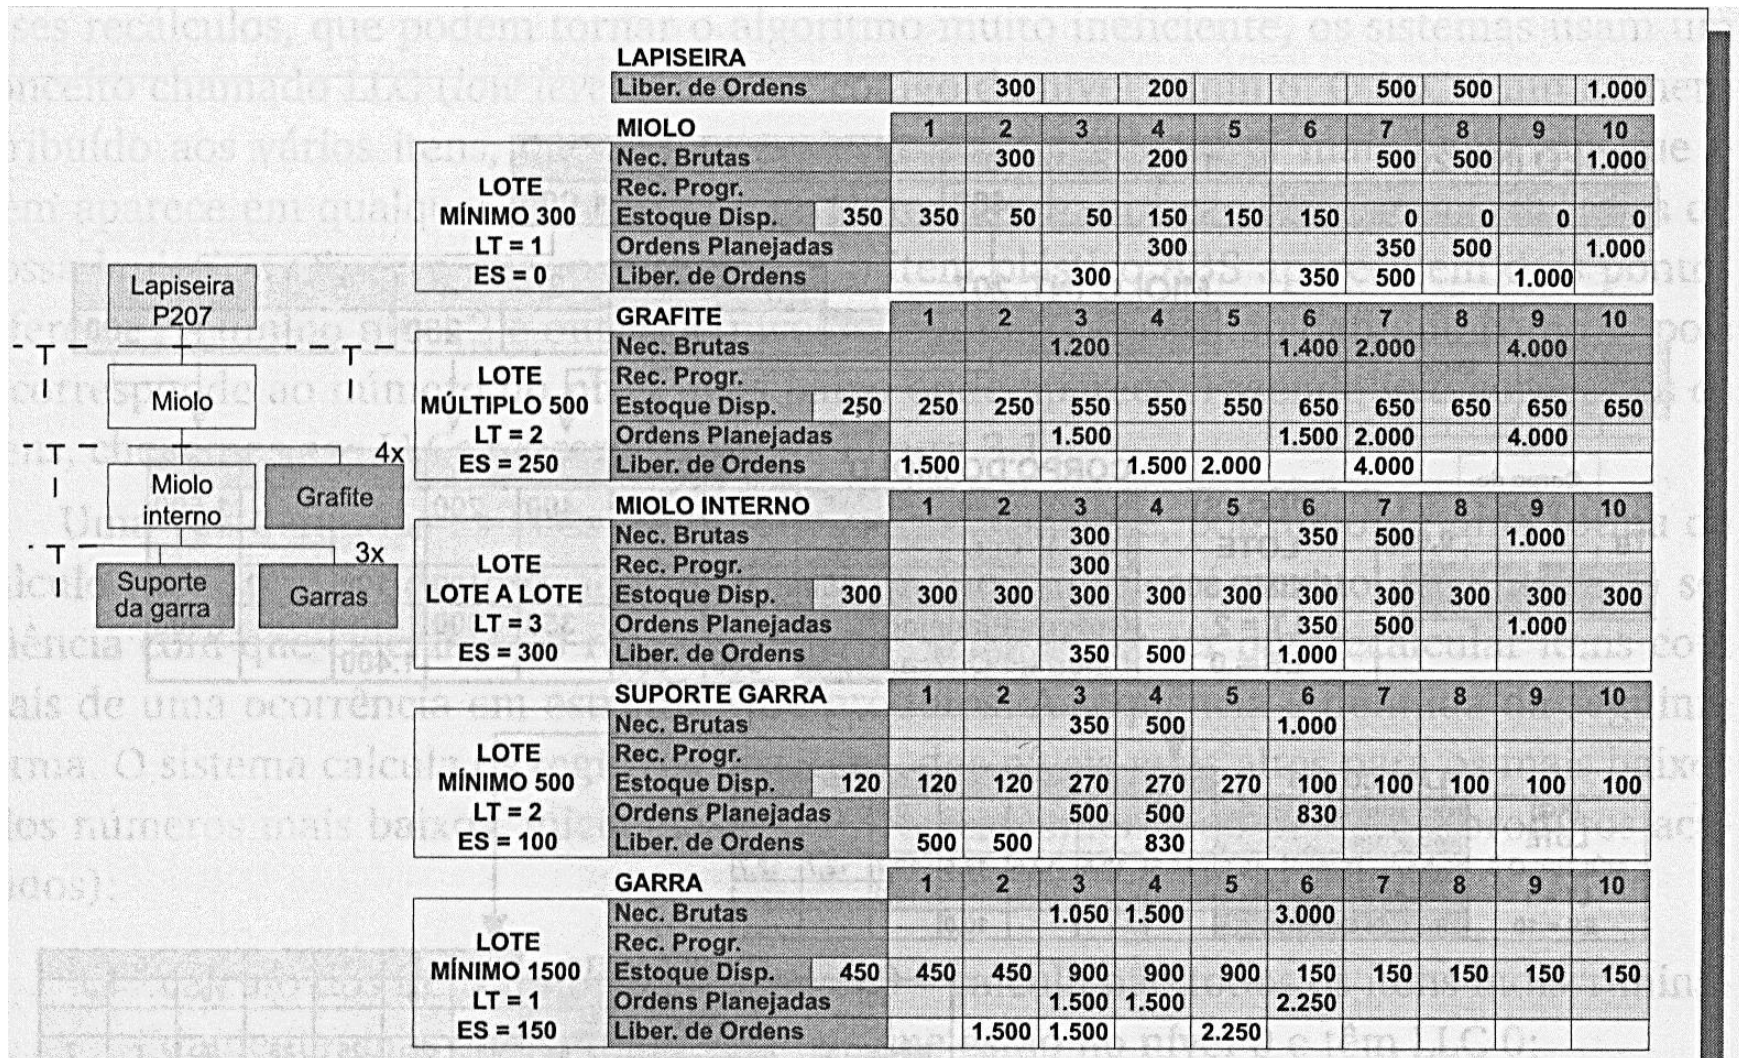 LAPISEIRA
Liber. de Ordens 300 200 500 500 1.000
MIOLO 1 2 3 4 5 6 7 8 9 10
Nec. Brutas 300 200 500 500 1.000
LOTE Rec. Progr.
MÍNIMO 300 Estoque Disp. 350 350 50 50 150 150 150 0 0 0 0
LT = 1 Ordens Planejadas 300 350 500 1.000
ES = 0 Liber. de Ordens 300 350 500 1.000
Lapiseira
P207
Miolo
4x
Miolo
interno
Grafite
3x
Suporte
da garra
Garras
GRAFITE 1 2 3 4 5 6 7 8 9 10
Nec. Brutas 1.200 1.400 2.000 4.000
LOTE Rec. Progr.
MÚLTIPLO 500 Estoque Disp. 250 250 250 550 550 550 650 650 650 650 650
LT = 2 Ordens Planejadas 1.500 1.500 2.000 4.000
ES = 250 Liber. de Ordens 1.500 1.500 2.000 4.000
MIOLO INTERNO 1 2 3 4 5 6 7 8 9 10
Nec. Brutas 300 350 500 1.000
LOTE Rec. Progr. 300
LOTE A LOTE Estoque Disp. 300 300 300 300 300 300 300 300 300 300 300
LT = 3 Ordens Planejadas 350 500 1.000
ES = 300 Liber. de Ordens 350 500 1.000
SUPORTE GARRA 1 2 3 4 5 6 7 8 9 10
Nec. Brutas 350 500 1.000
LOTE Rec. Progr.
MÍNIMO 500 Estoque Disp. 120 120 120 270 270 270 100 100 100 100 100
LT = 2 Ordens Planejadas 500 500 830
ES = 100 Liber. de Ordens 500 500 830
GARRA 1 2 3 4 5 6 7 8 9 10
Nec. Brutas 1.050 1.500 3.000
LOTE Rec. Progr.
MÍNIMO 1500 Estoque Disp. 450 450 450 900 900 900 150 150 150 150 150
LT = 1 Ordens Planejadas 1.500 1.500 2.250
ES = 150 Liber. de Ordens 1.500 1.500 2.250